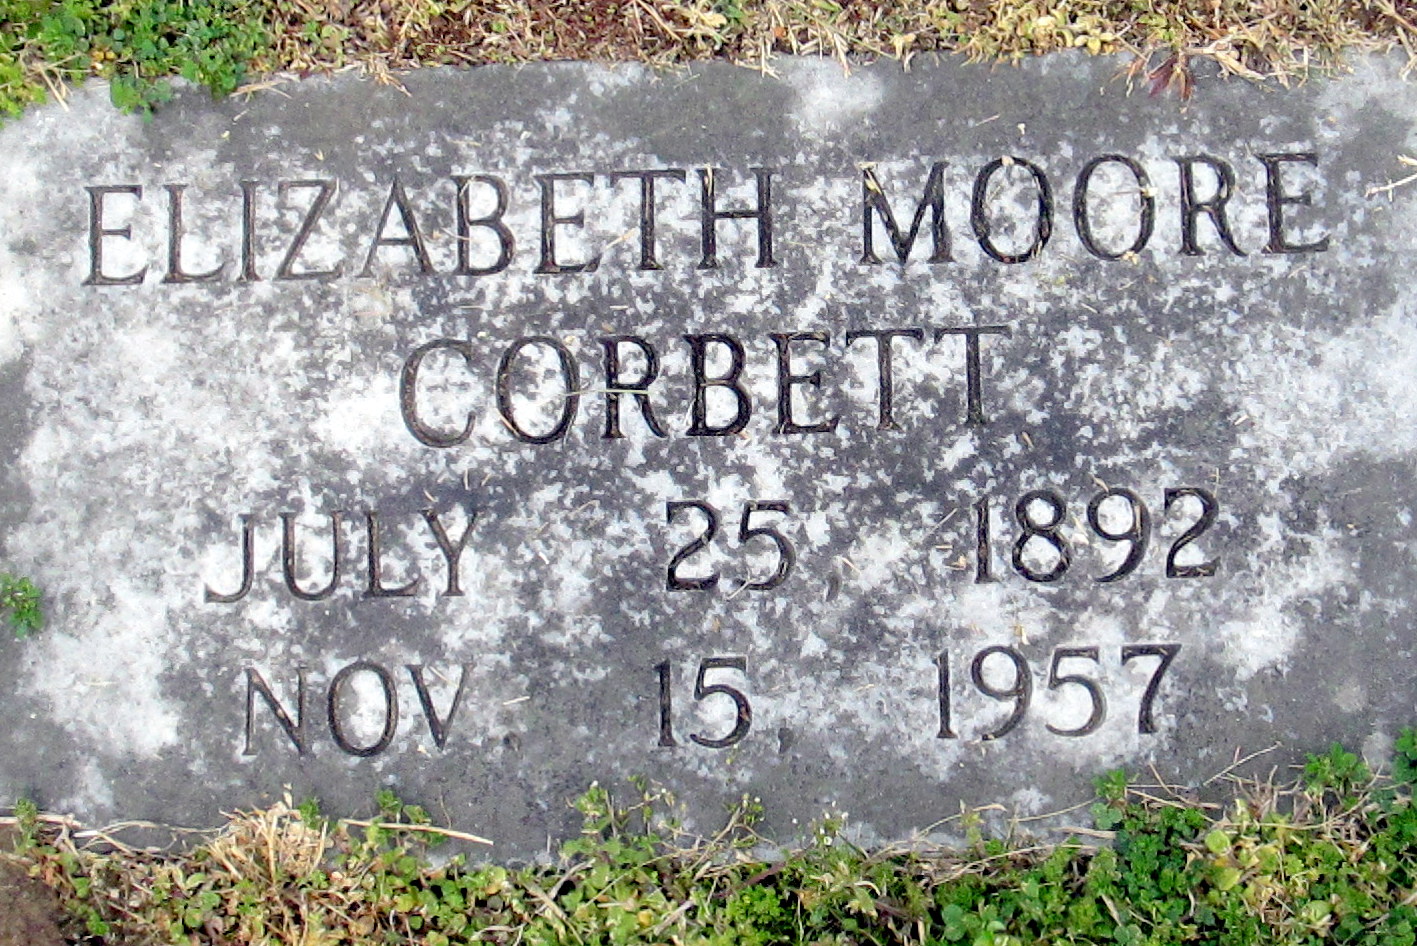 ELIZABETH MOORE
CORBETT
JULY 25, 1892
NOV 15, 1957